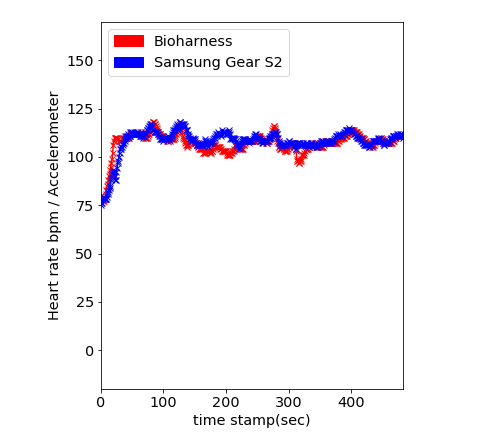 Bioharness
Samsung Gear S2
150
125
100
75
50
25
0
Heart rate bpm / Accelerometer
0 100 200 300 400
time stamp(sec)